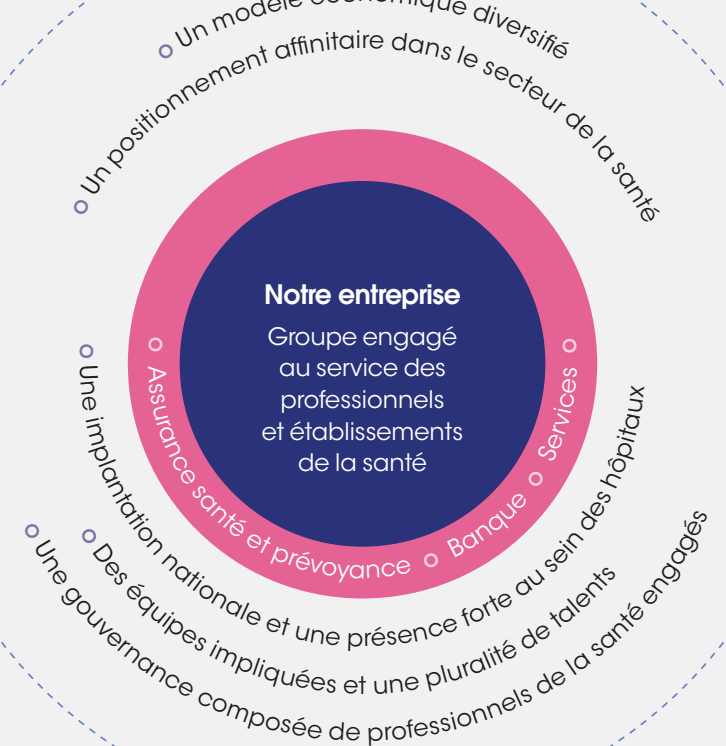 Un modèle économique diversifié
Un positionnement affinitaire dans le secteur de la santé
Notre entreprise
Groupe engagé
au service des
professionnels
et établissements
de la santé
Assurance santé et prévoyance
Banque
Services
Une implantation nationale et une présence forte au sein des hôpitaux
Des équipes impliquées et une pluralité de talents
Une gouvernance composée de professionnels de la santé engagés